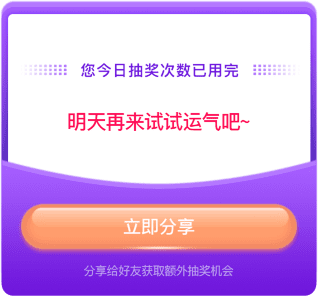 您今日抽奖次数已用完
明天再来试试运气吧~
立即分享
分享给好友获取额外抽奖机会